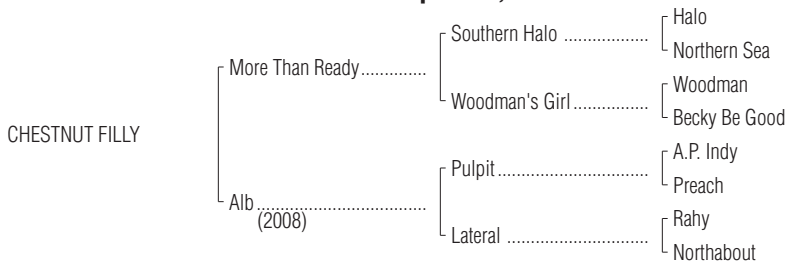 Halo
Southern Halo ....................
Northern Sea
More Than Ready..............
Woodman
Woodman's Girl..................
Becky Be Good
CHESTNUT FILLY
A.P. Indy
Pulpit....................................
Preach
Alb ........................................
(2008)
Rahy
Lateral .................................
Northabout